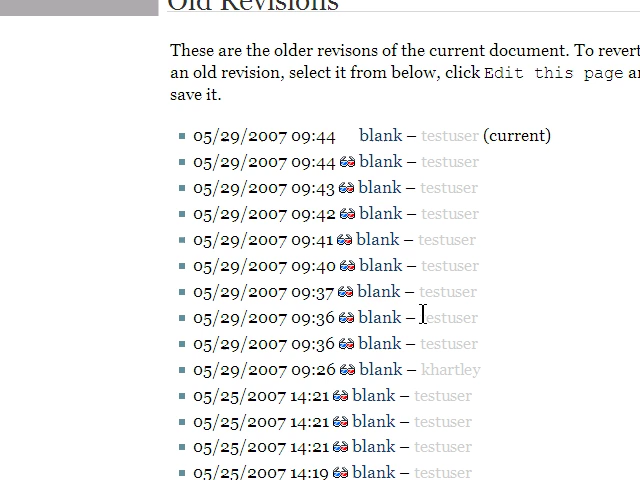 Old Revisions
These are the older revisons of the current document. To revert
an old revision, select it from below, click Edit this page
save it.
05/29/2007 09:44 blank – testuser (current)
05/29/2007 09:44 blank – testuser
05/29/2007 09:43 blank – testuser
05/29/2007 09:42 blank – testuser
05/29/2007 09:41 blank – testuser
05/29/2007 09:40 blank – testuser
05/29/2007 09:37 blank – testuser
05/29/2007 09:36 blank – testuser
05/29/2007 09:36 blank – testuser
05/29/2007 09:26 blank – khartley
05/25/2007 14:21 blank – testuser
05/25/2007 14:21 blank – testuser
05/25/2007 14:21 blank – testuser
05/25/2007 14:19 blank – testuser